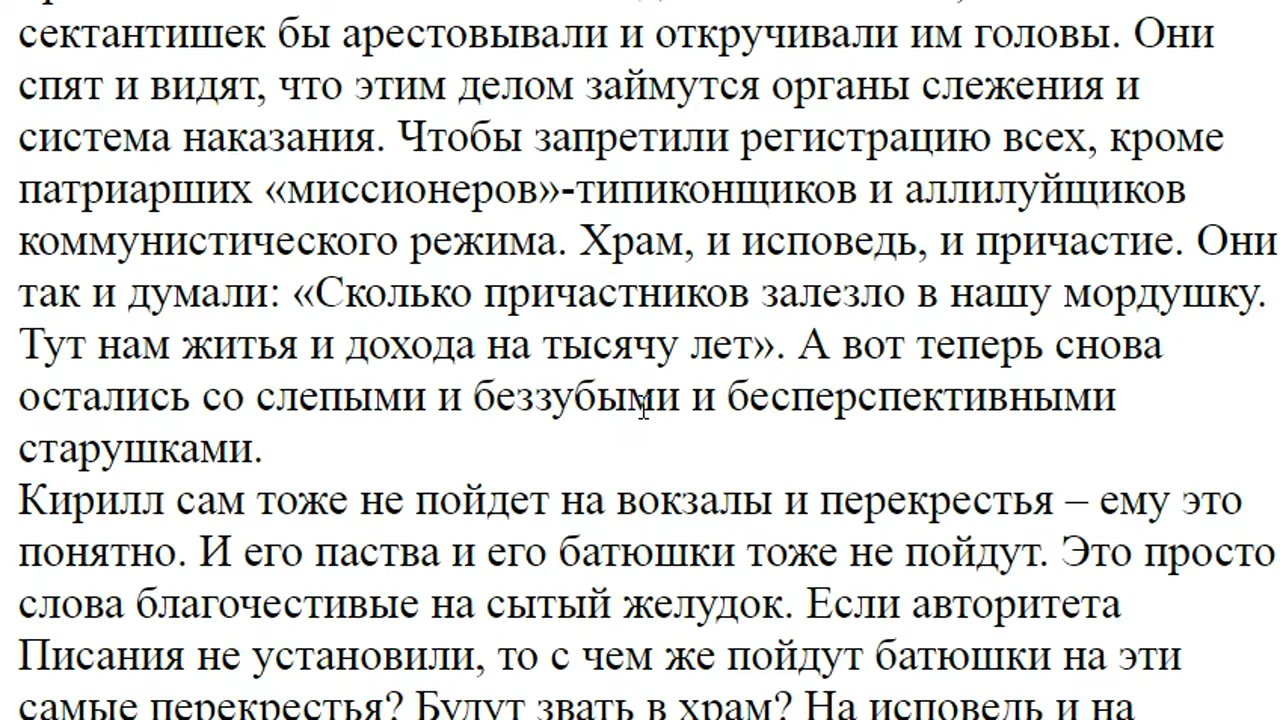 сектантишек бы арестовывали и откручивали им головы. Они
спят и видят, что этим делом займутся органы слежения и
система наказания. Чтобы запретили регистрацию всех, кроме
патриарших «миссионеров»-типиконщиков и аллилуйщиков
коммунистического режима. Храм, и исповедь, и причастие. Они
так и думали: «Сколько причастников залезло в нашу мордушку.
Тут нам житья и дохода на тысячу лет». А вот теперь снова
остались со слепыми и беззубыми и бесперспективными
старушками.
Кирилл сам тоже не пойдет на вокзалы и перекрестья – ему это
понятно. И его паства и его батюшки тоже не пойдут. Это просто
слова благочестивые на сытый желудок. Если авторитета
Писания не установили, то с чем же пойдут батюшки на эти
самые перекрестья? Будут звать в храм? На исповедь и на